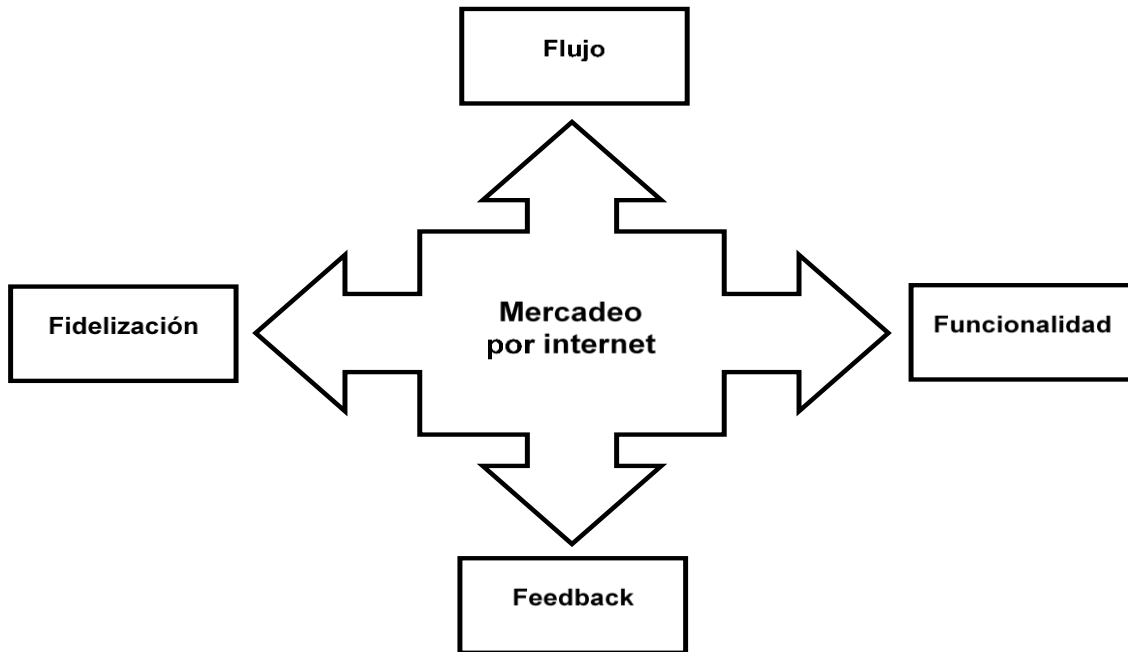 Flujo
Fidelización
Mercadeo
por internet
Funcionalidad
Feedback